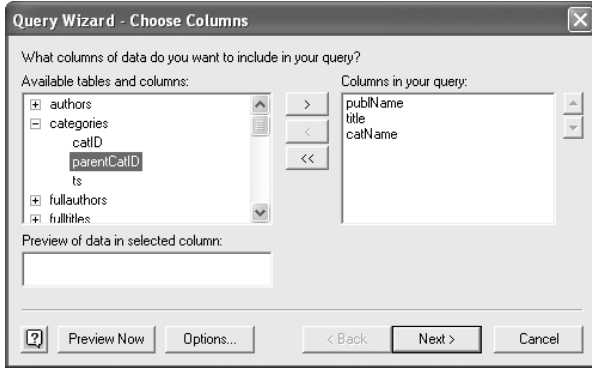 Query Wizard - Choose Columns
What columns of data do you want to include in your query?
Available tables and columns:
authors
categories
catID
parentCatID
ts
fullauthors
fulltitles
>
<
<<
Columns in your query:
publName
title
catName
Preview of data in selected column:
? Preview Now Options... < Back Next > Cancel